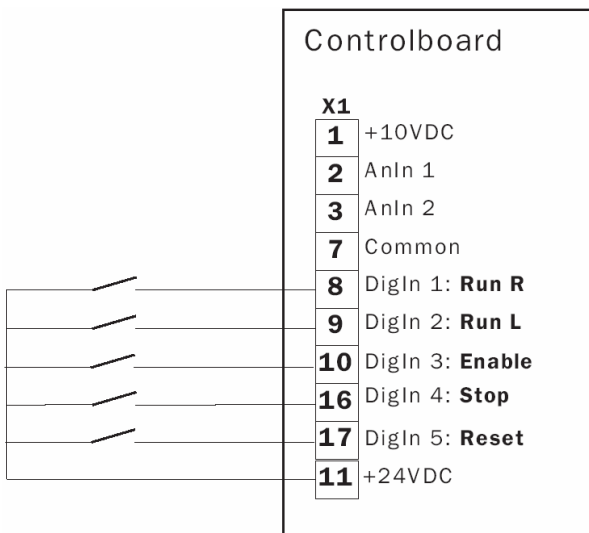 Controlboard
X1
1 +10VDC
2 AnIn 1
3 AnIn 2
7 Common
8 DigIn 1: Run R
9 DigIn 2: Run L
10 DigIn 3: Enable
16 DigIn 4: Stop
17 DigIn 5: Reset
11 +24VDC